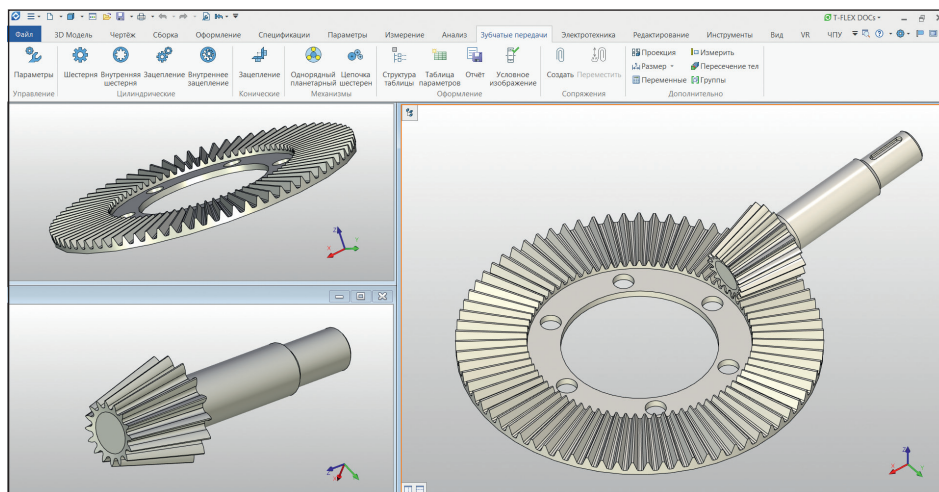 T-FLEX DOCs
Файл 3D Модель Чертёж Сборка Оформление Спецификации Параметры Измерение Анализ Зубчатые передачи Электротехника Редактирование Инструменты Вид VR ЧПУ
Параметры Шестерня Внутренняя шестерня Зацепление Внутреннее зацепление Зацепление Однорядный планетарный Цепочка шестерен Структура таблицы Таблица параметров Отчёт Условное изображение Создать Переместить
Проекция Измерить
Размер Пересечение тел
Переменные Группы
Управление Цилиндрические Конические Механизмы Оформление Сопряжения Дополнительно
Z
X
Y
Z
X
Y
Z
X
Y